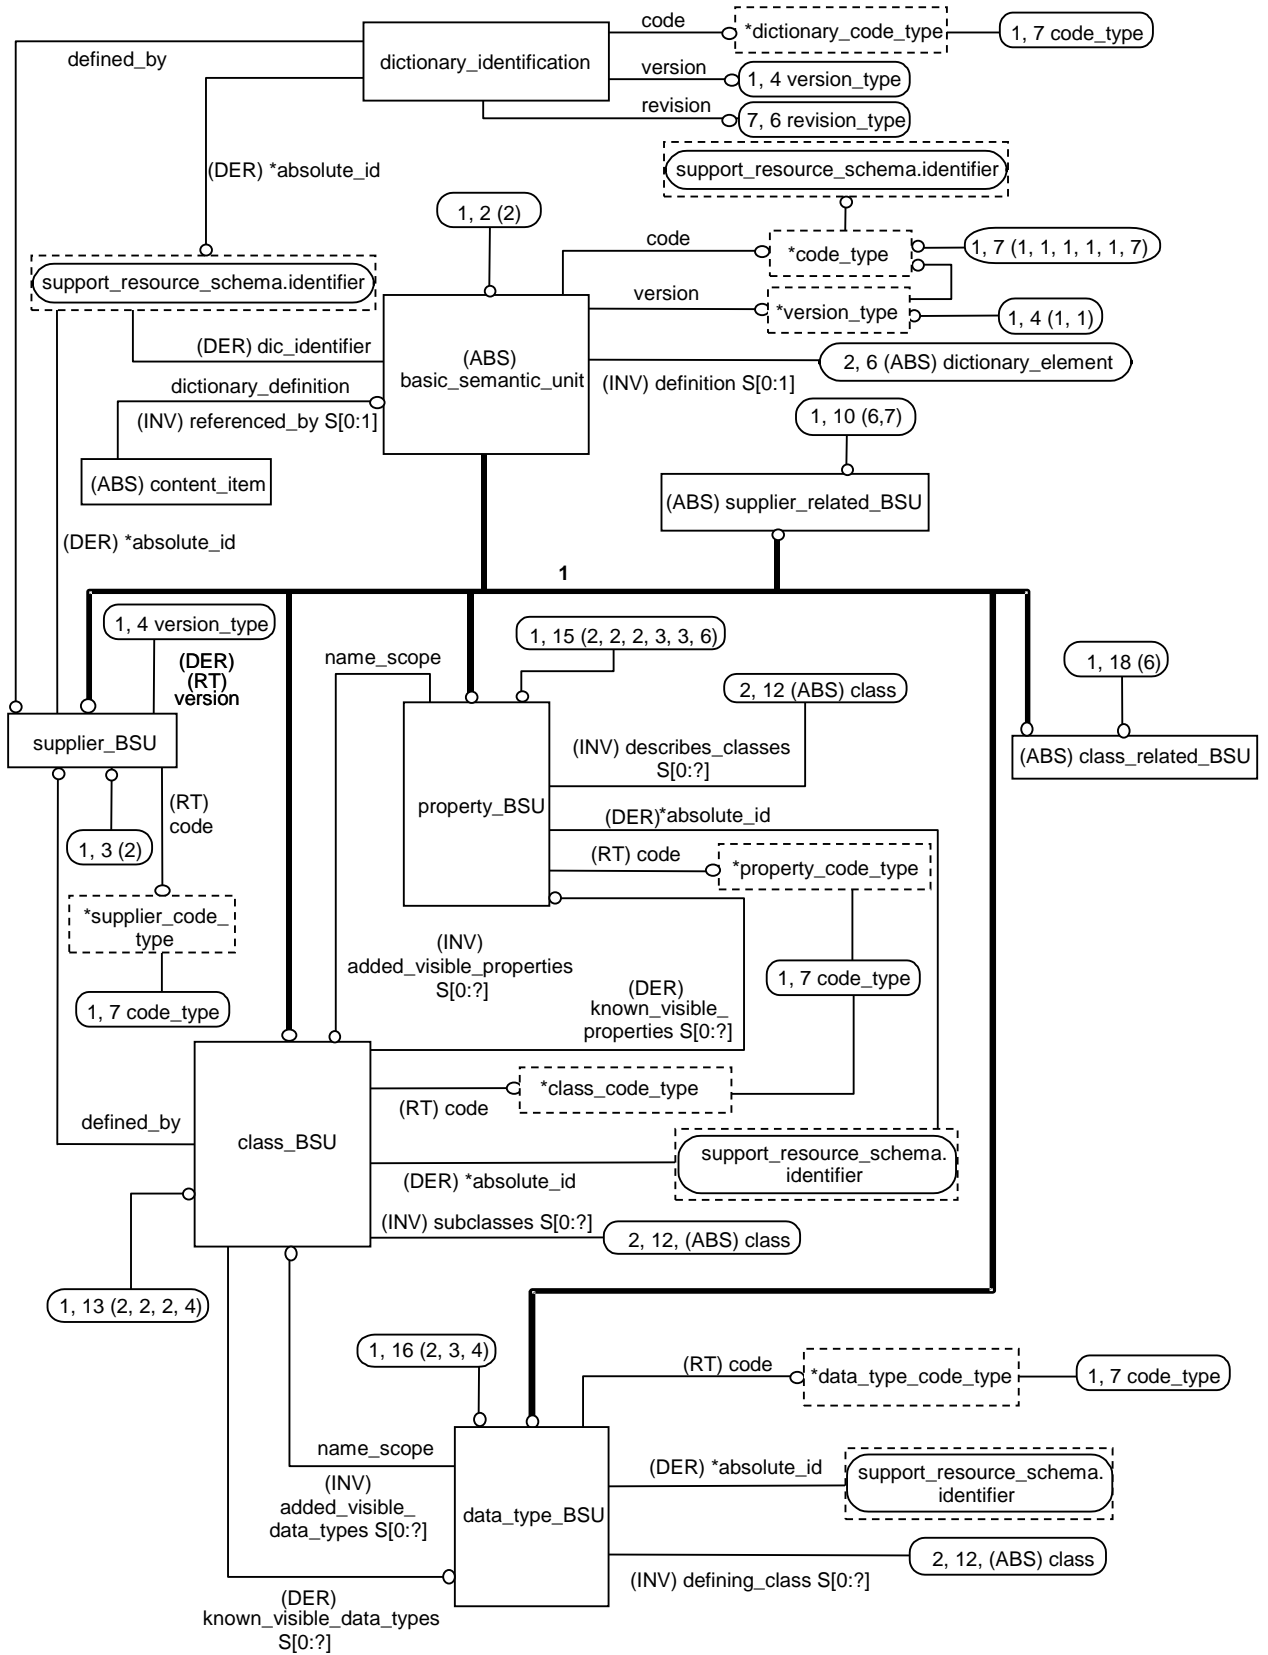 code
*dictionary_code_type
1, 7 code_type
defined_by
dictionary_identification
version
1, 4 version_type
revision
7, 6 revision_type
(DER) *absolute_id
support_resource_schema.identifier
1, 2 (2)
code
*code_type
1, 7 (1, 1, 1, 1, 1, 7)
support_resource_schema.identifier
version
*version_type
1, 4 (1, 1)
(DER) dic_identifier
(ABS)
basic_semantic_unit
2, 6 (ABS) dictionary_element
(INV) definition S[0:1]
dictionary_definition
(INV) referenced_by S[0:1]
1, 10 (6,7)
(ABS) content_item
(ABS) supplier_related_BSU
(DER) *absolute_id
1
1, 4 version_type
(DER)
(RT)
version
name_scope
1, 15 (2, 2, 2, 3, 3, 6)
1, 18 (6)
2, 12 (ABS) class
supplier_BSU
(INV) describes_classes
S[0:?]
(ABS) class_related_BSU
property_BSU
(RT)
code
(DER)*absolute_id
1, 3 (2)
(RT) code
*property_code_type
*supplier_code_
type
(INV)
added_visible_properties
S[0:?]
1, 7 code_type
(DER)
known_visible_
properties S[0:?]
1, 7 code_type
*class_code_type
(RT) code
defined_by
class_BSU
support_resource_schema.
identifier
(DER) *absolute_id
(INV) subclasses S[0:?]
2, 12, (ABS) class
1, 13 (2, 2, 2, 4)
1, 16 (2, 3, 4)
(RT) code
*data_type_code_type
1, 7 code_type
name_scope
(DER) *absolute_id
support_resource_schema.
identifier
(INV)
added_visible_
data_types S[0:?]
data_type_BSU
2, 12, (ABS) class
(INV) defining_class S[0:?]
(DER)
known_visible_data_types
S[0:?]